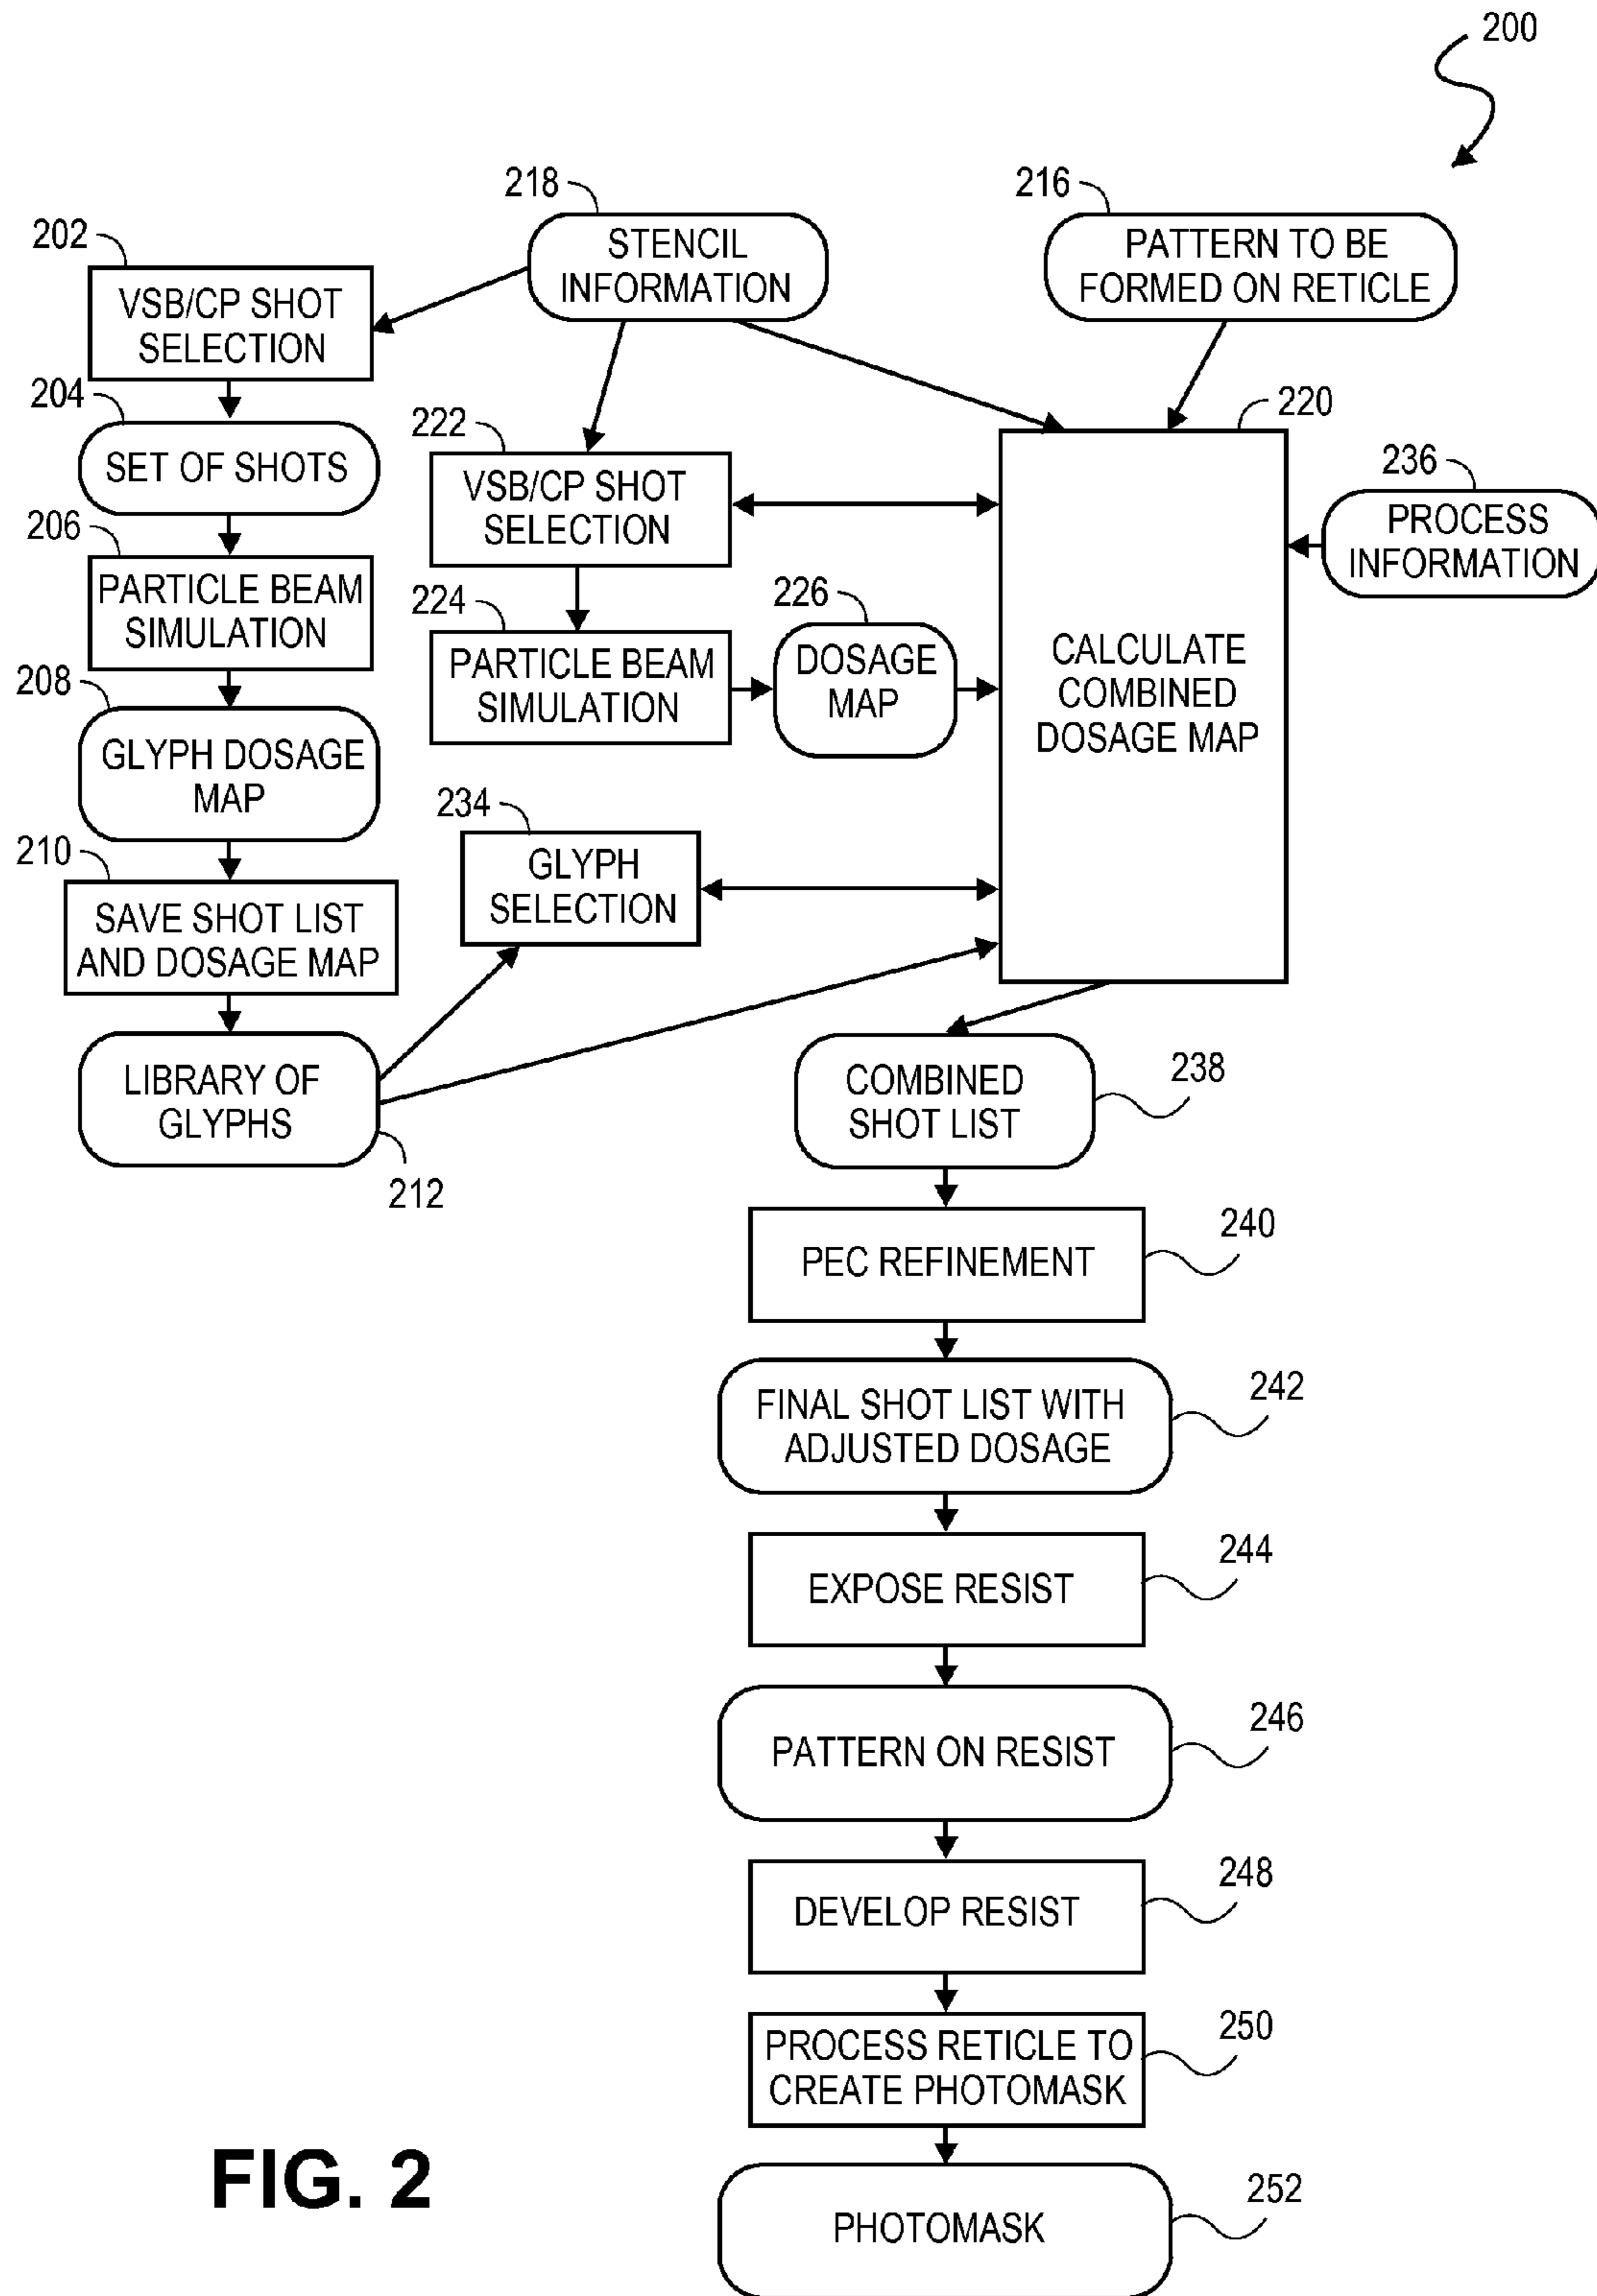 200
218
STENCIL
INFORMATION
216
PATTERN TO BE
FORMED ON RETICLE
202
VSB/CP SHOT
SELECTION
204
SET OF SHOTS
206
PARTICLE BEAM
SIMULATION
208
GLYPH DOSAGE
MAP
210
SAVE SHOT LIST
AND DOSAGE MAP
LIBRARY OF
GLYPHS
212
222
VSB/CP SHOT
SELECTION
224
PARTICLE BEAM
SIMULATION
226
DOSAGE
MAP
234
GLYPH
SELECTION
220
CALCULATE
COMBINED
DOSAGE MAP
236
PROCESS
INFORMATION
COMBINED
SHOT LIST
238
PEC REFINEMENT
240
FINAL SHOT LIST WITH
ADJUSTED DOSAGE
242
EXPOSE RESIST
244
PATTERN ON RESIST
246
DEVELOP RESIST
248
PROCESS RETICLE TO
CREATE PHOTOMASK
250
PHOTOMASK
252
FIG. 2